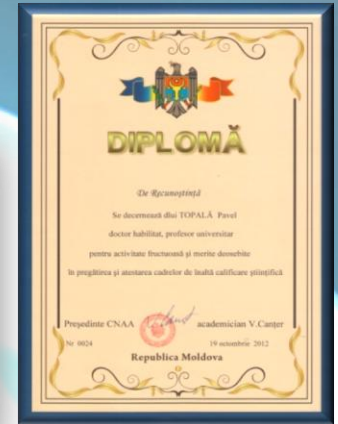 DIPLOMĂ
De Recunoştinţă
Se decernează dlui TOPALĂ Pavel
doctor habilitat, profesor universitar
pentru activitate fructuoasă şi merite deosebite
în pregătirea şi atestarea cadrelor de înaltă calificare ştiinţifică
Preşedinte CNAA academician V.Canţer
Nr 0024 19 octombrie 2012
Republica Moldova